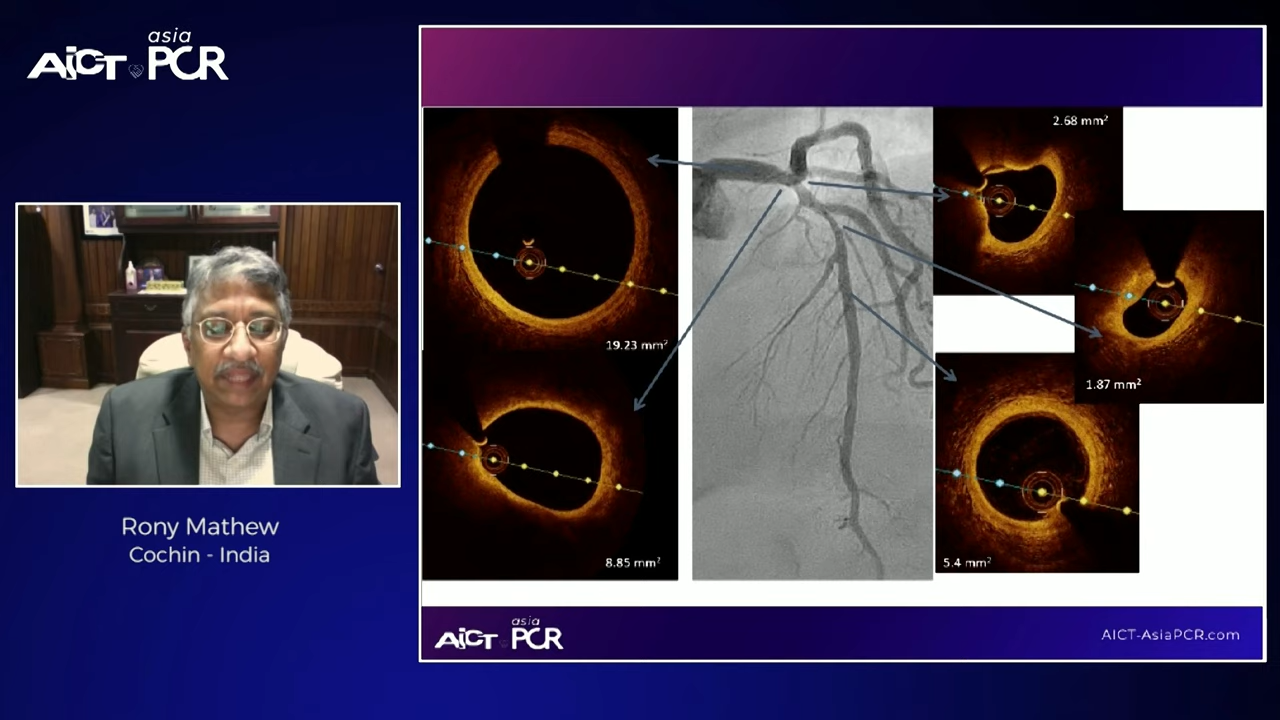 asia
AICT PCR
Rony Mathew
Cochin - India
19.23 mm²
8.85 mm²
2.68 mm²
1.87 mm²
5.4 mm²
asia
AICT PCR
AICT-AsiaPCR.com